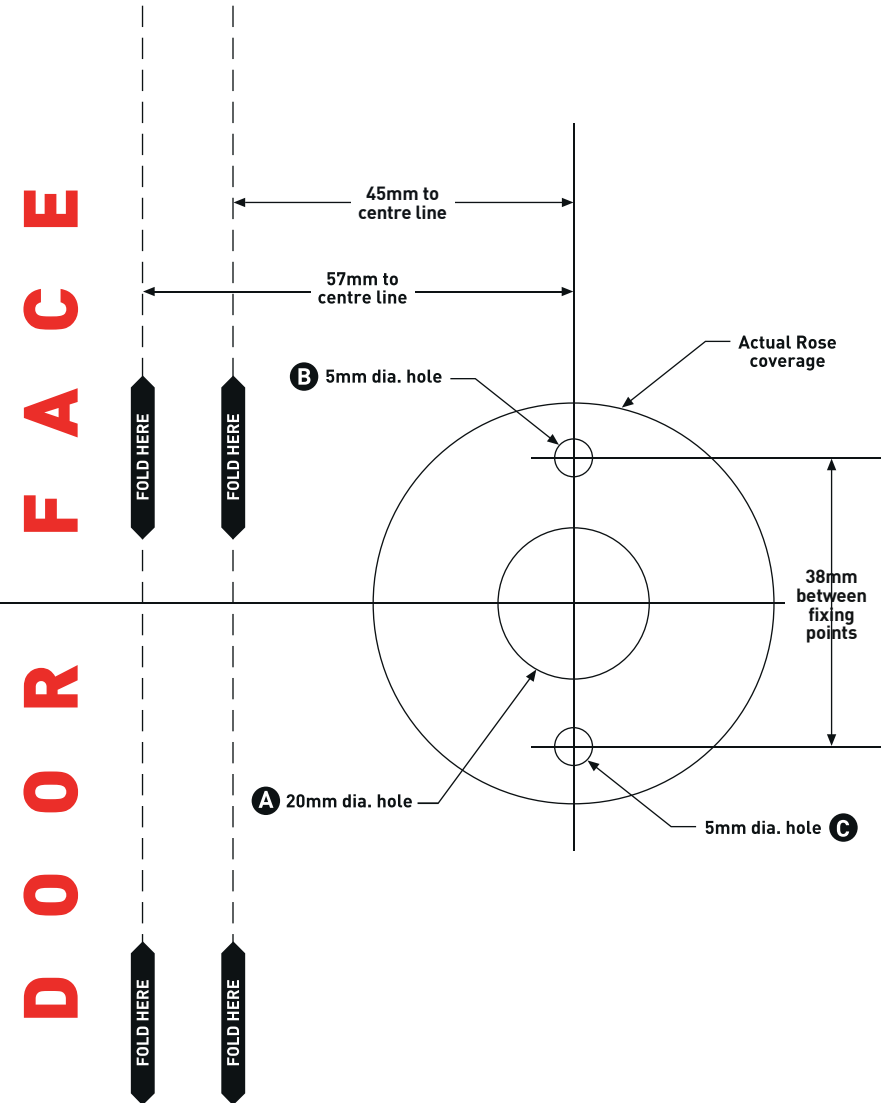 45mm to
centre line
57mm to
centre line
Actual Rose
coverage
B 5mm dia. hole
FOLD HERE
FOLD HERE
38mm
between
fixing
points
DOOR FACE
A 20mm dia. hole
5mm dia. hole C
FOLD HERE
FOLD HERE